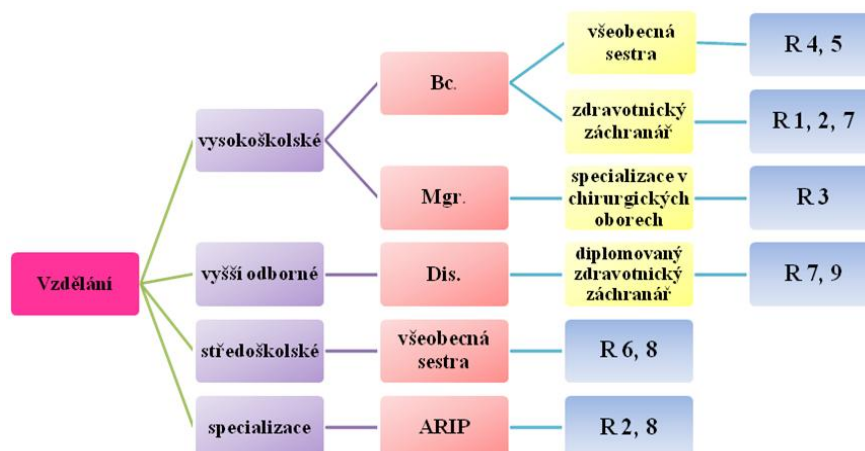 Vzdělání
vysokoškolské
Bc.
všeobecná
sestra
R 4, 5
zdravotnický
záchranář
R 1, 2, 7
Mgr.
specializace v
chirurgických
oborech
R 3
vyšší odborné
Dis.
diplomovaný
zdravotnický
záchranář
R 7, 9
středoškolské
všeobecná
sestra
R 6, 8
specializace
ARIP
R 2, 8